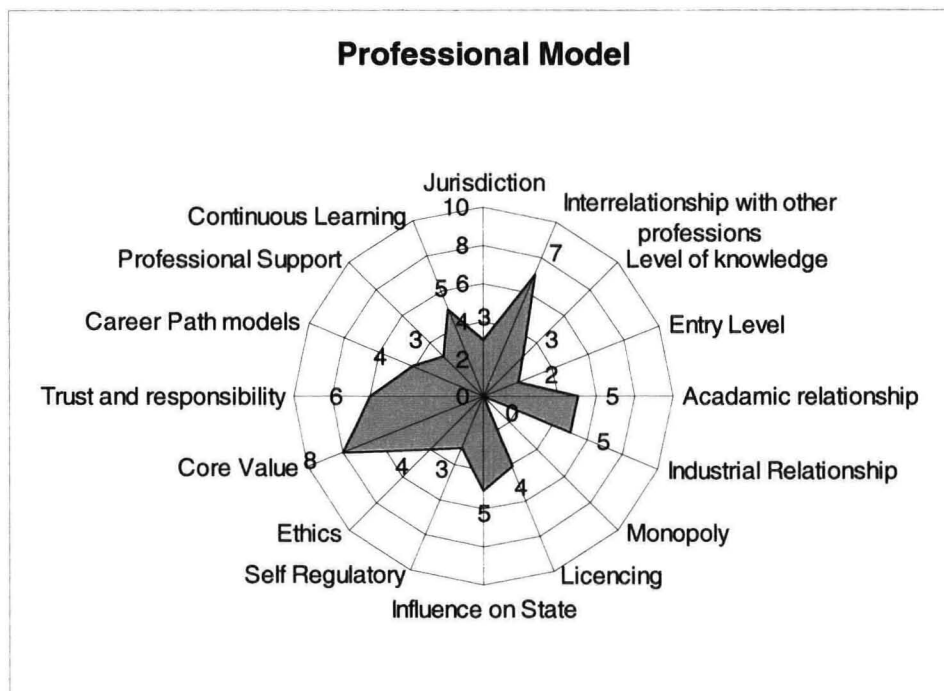 Professional Model
Jurisdiction
10
8
6
4
2
0
Interrelationship with other
professions
Level of knowledge
Entry Level
Acadamic relationship
Industrial Relationship
Monopoly
Licencing
Influence on State
Self Regulatory
Ethics
Core Value
Trust and responsibility
Career Path models
Professional Support
Continuous Learning
3
7
3
2
5
5
0
4
5
3
4
8
6
4
3
5